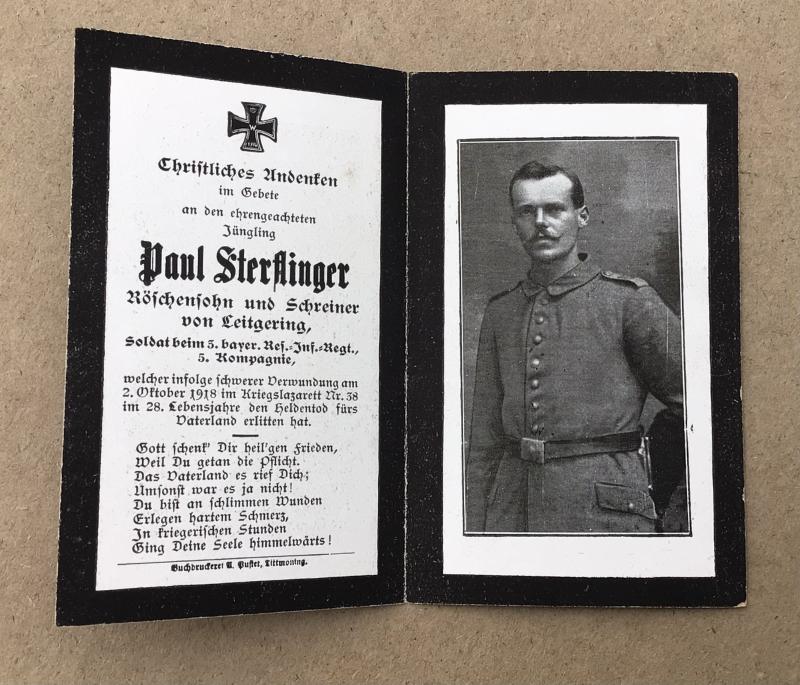 W
1914
Christliches Andenken
im Gebete
an den ehrengeachteten
Jüngling
Paul Sterflinger
Röschensohn und Schreiner
von Leitgering,
Soldat beim 3. bayer. Res.-Inf.-Regt.,
5. Kompagnie,
welcher infolge schwerer Verwundung am
2. Oktober 1918 im Kriegslazarett Nr. 38
im 28. Lebensjahre den Heldentod fürs
Vaterland erlitten hat.
Gott schenk' Dir heil'gen Frieden,
Weil Du getan die Pflicht.
Das Vaterland es rief Dich;
Umsonst war es ja nicht!
Du bist an schlimmen Wunden
Erlegen hartem Schmerz,
In kriegerischen Stunden
Ging Deine Seele himmelwärts!
Buchdruckerei A. Pustet, Tittmoning.